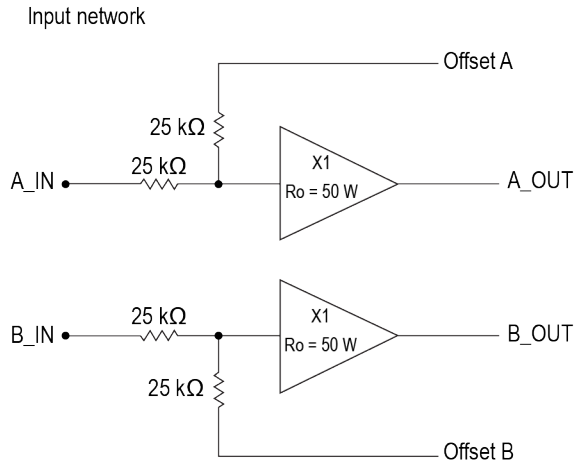 Input network
Offset A
25 kΩ
25 kΩ
X1
A_IN
Ro = 50 W
A_OUT
25 kΩ
X1
B_IN
B_OUT
Ro = 50 W
25 kΩ
Offset B